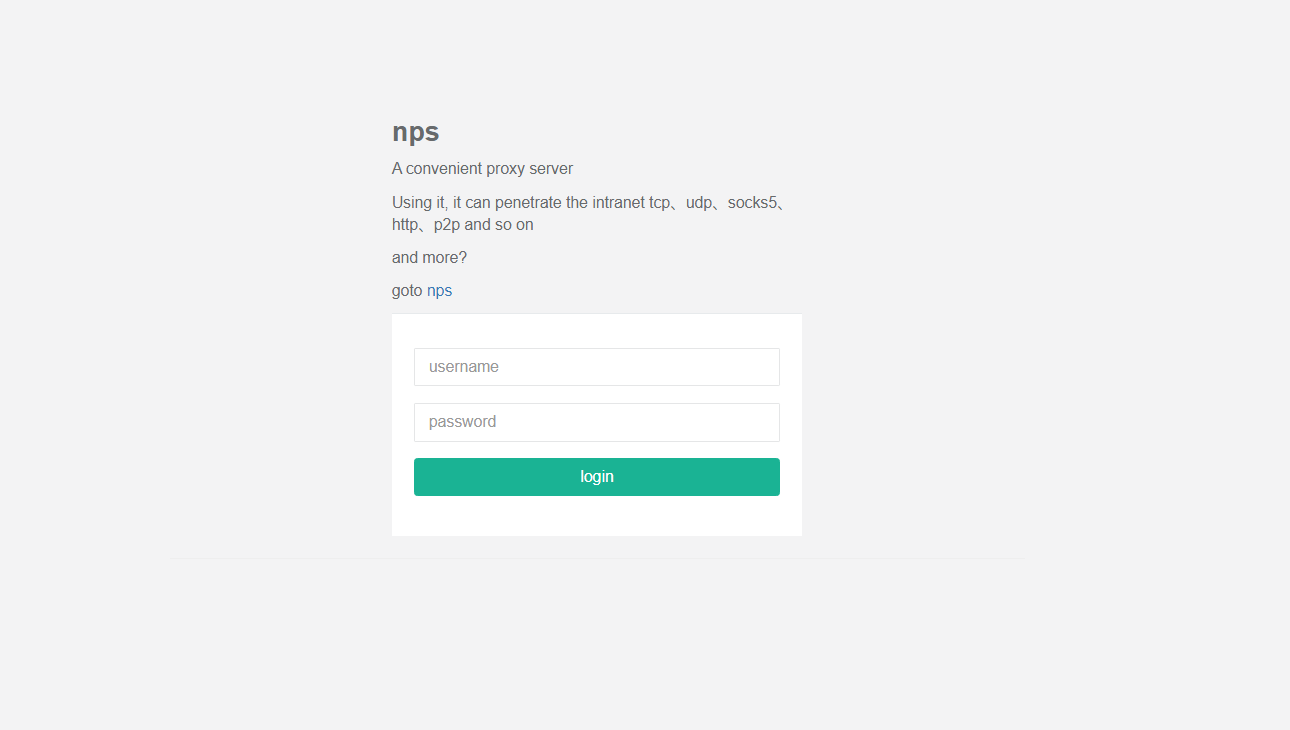 nps
A convenient proxy server
Using it, it can penetrate the intranet tcp、udp、socks5、
http、p2p and so on
and more?
goto nps
username
password
login